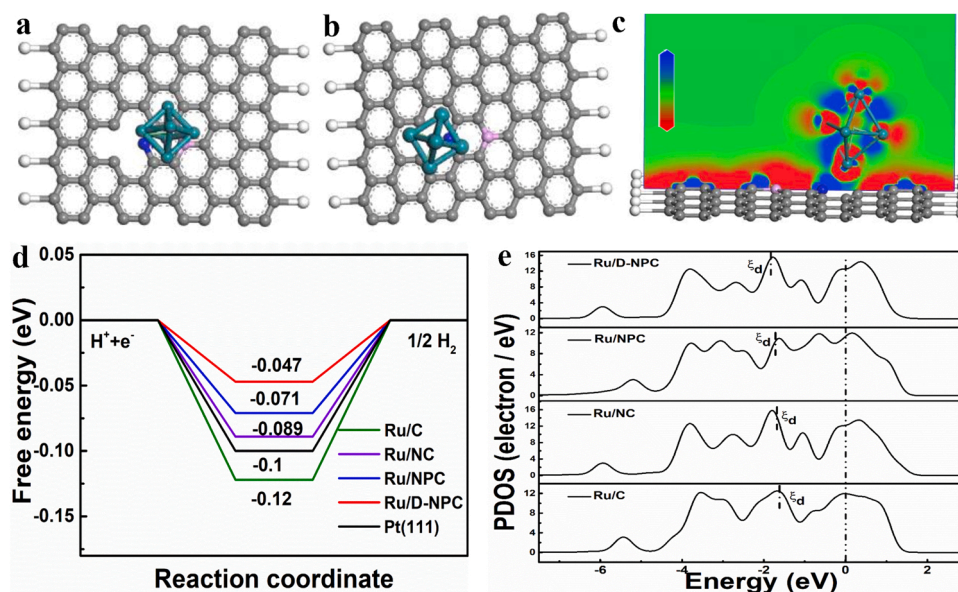 a
b
c
d
0.05
0.00
-0.05
-0.10
-0.15
Free energy (eV)
H⁺+e⁻
1/2 H₂
-0.047
-0.071
-0.089
-0.1
-0.12
Ru/C
Ru/NC
Ru/NPC
Ru/D-NPC
Pt(111)
Reaction coordinate
e
PDOS (electron / eV)
16
12
8
4
0
Ru/D-NPC
ξd
12
8
4
0
Ru/NPC
ξd
16
12
8
4
0
Ru/NC
ξd
12
8
4
0
Ru/C
ξd
-6
-4
-2
0
2
Energy (eV)